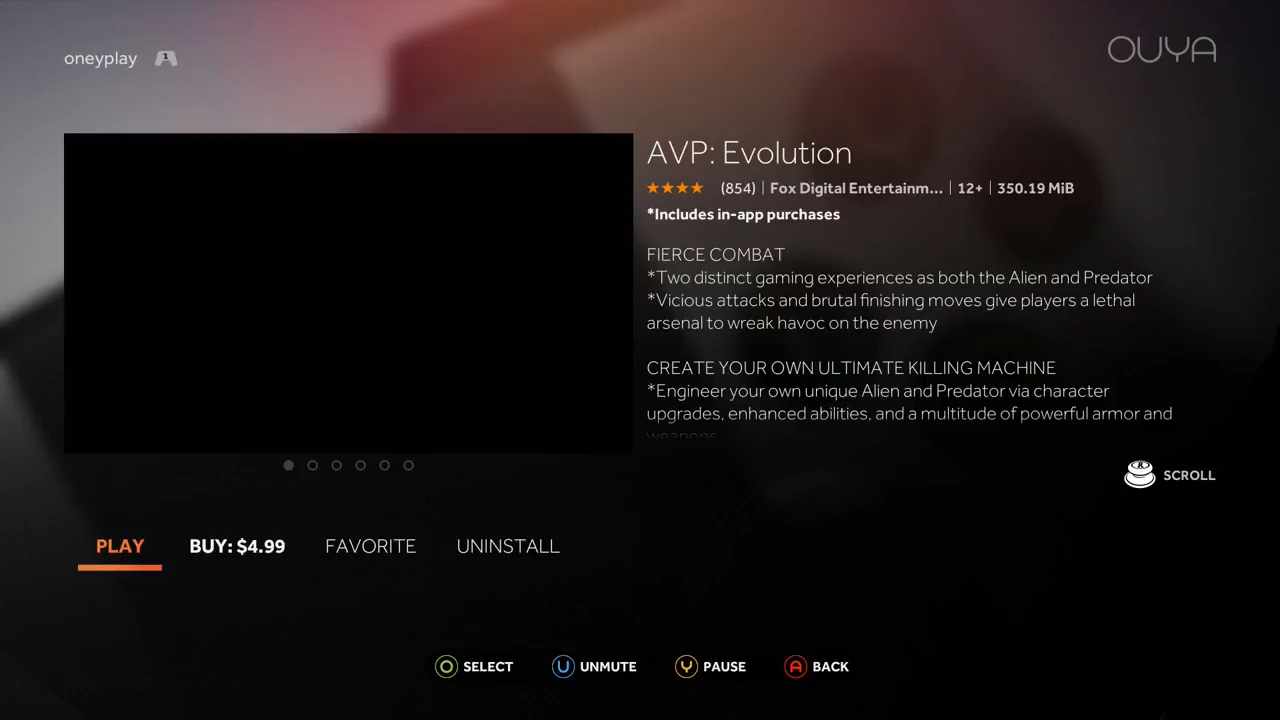 oneyplay 1
OUYA
AVP: Evolution
★★★★ (854) | Fox Digital Entertainm... | 12+ | 350.19 MiB
*Includes in-app purchases
FIERCE COMBAT
*Two distinct gaming experiences as both the Alien and Predator
*Vicious attacks and brutal finishing moves give players a lethal
arsenal to wreak havoc on the enemy
CREATE YOUR OWN ULTIMATE KILLING MACHINE
*Engineer your own unique Alien and Predator via character
upgrades, enhanced abilities, and a multitude of powerful armor and
weapons
R SCROLL
PLAY BUY: $4.99 FAVORITE UNINSTALL
O SELECT U UNMUTE Y PAUSE A BACK